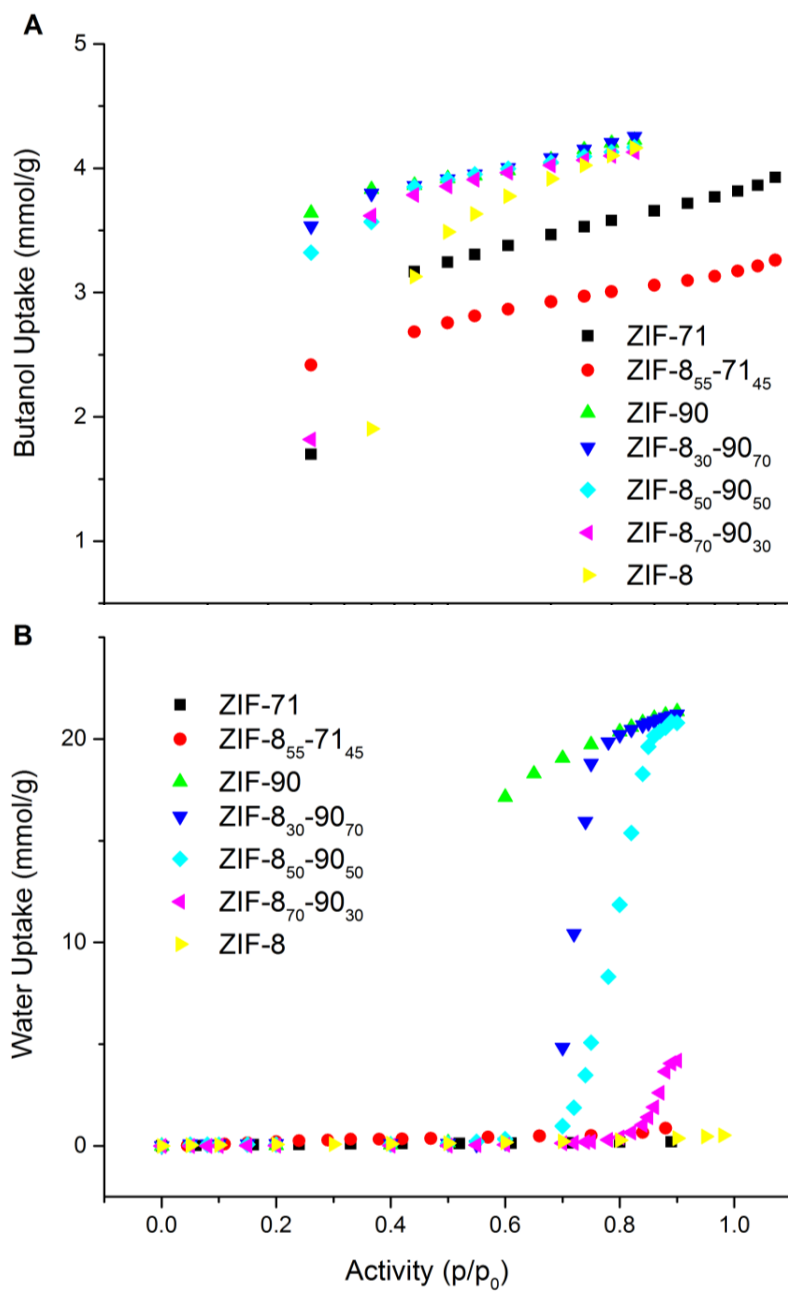 A
5
4
3
2
1
Butanol Uptake (mmol/g)
ZIF-71
ZIF-8₅₅-71₄₅
ZIF-90
ZIF-8₃₀-90₇₀
ZIF-8₅₀-90₅₀
ZIF-8₇₀-90₃₀
ZIF-8
B
20
10
0
Water Uptake (mmol/g)
ZIF-71
ZIF-8₅₅-71₄₅
ZIF-90
ZIF-8₃₀-90₇₀
ZIF-8₅₀-90₅₀
ZIF-8₇₀-90₃₀
ZIF-8
0.0 0.2 0.4 0.6 0.8 1.0
Activity (p/p₀)